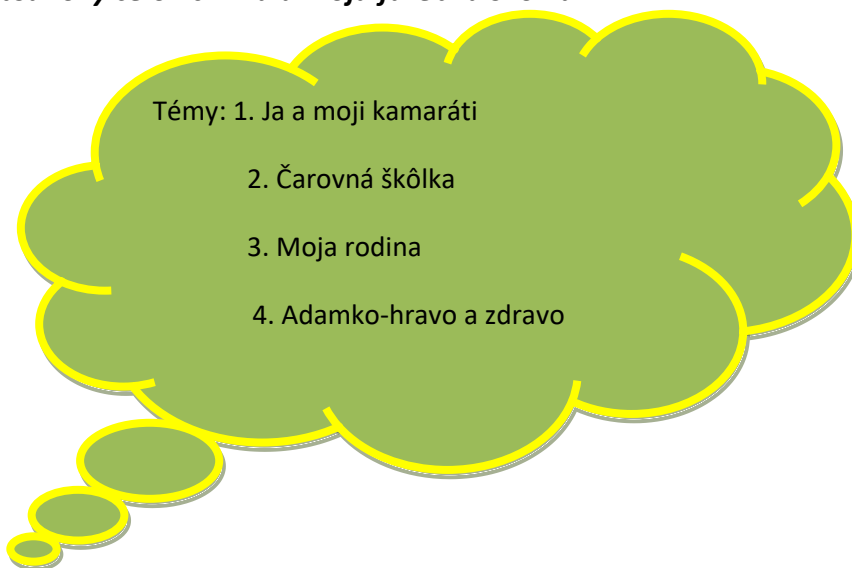 Témy: 1. Ja a moji kamaráti
2. Čarovná škôlka
3. Moja rodina
4. Adamko-hravo a zdravo